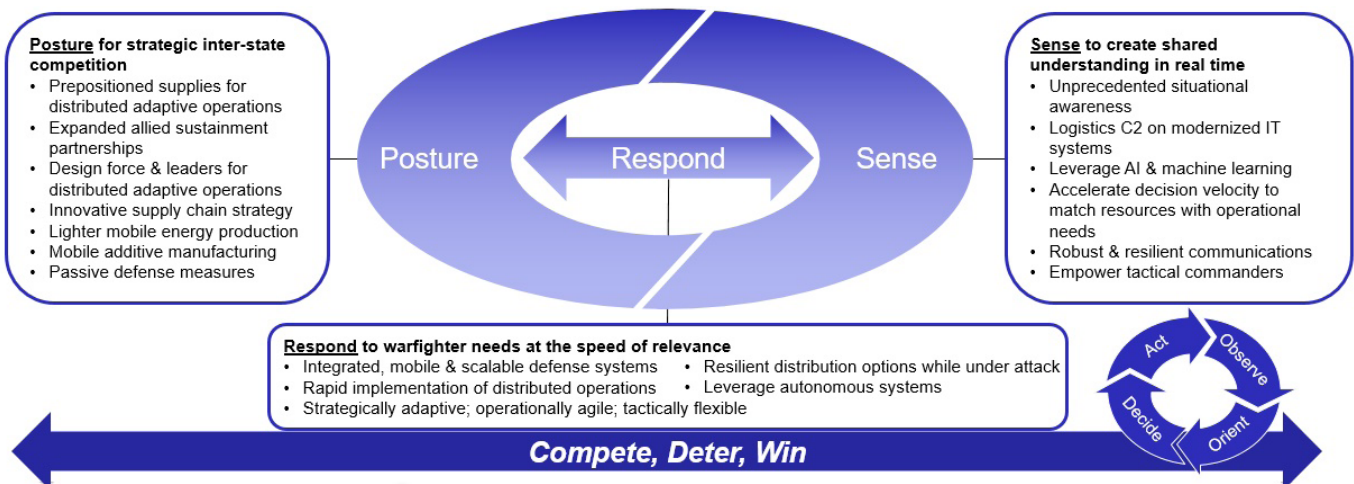 Posture for strategic inter-state
competition
• Prepositioned supplies for
distributed adaptive operations
• Expanded allied sustainment
partnerships
• Design force & leaders for
distributed adaptive operations
• Innovative supply chain strategy
• Lighter mobile energy production
• Mobile additive manufacturing
• Passive defense measures
Posture
Respond
Sense
Sense to create shared
understanding in real time
• Unprecedented situational
awareness
• Logistics C2 on modernized IT
systems
• Leverage AI & machine learning
• Accelerate decision velocity to
match resources with operational
needs
• Robust & resilient communications
• Empower tactical commanders
Respond to warfighter needs at the speed of relevance
• Integrated, mobile & scalable defense systems
• Rapid implementation of distributed operations
• Strategically adaptive; operationally agile; tactically flexible
• Resilient distribution options while under attack
• Leverage autonomous systems
Act
Observe
Orient
Decide
Compete, Deter, Win